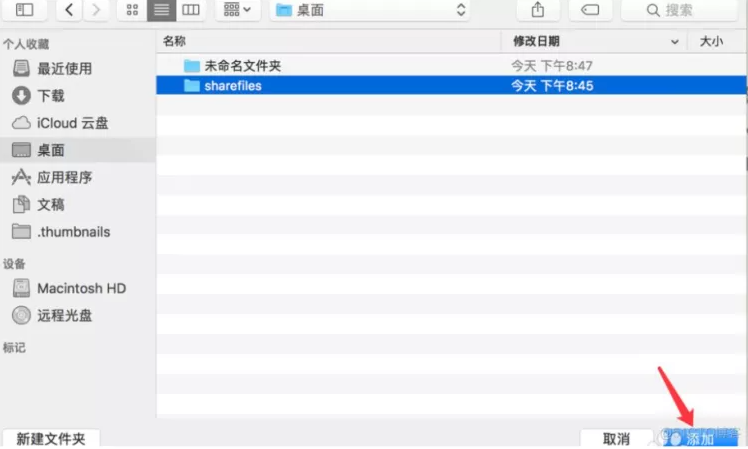 桌面
搜索
个人收藏
名称
修改日期
大小
最近使用
未命名文件夹
今天 下午8:47
sharefiles
今天 下午8:45
下载
iCloud 云盘
桌面
应用程序
文稿
.thumbnails
设备
Macintosh HD
远程光盘
标记
新建文件夹
取消
添加